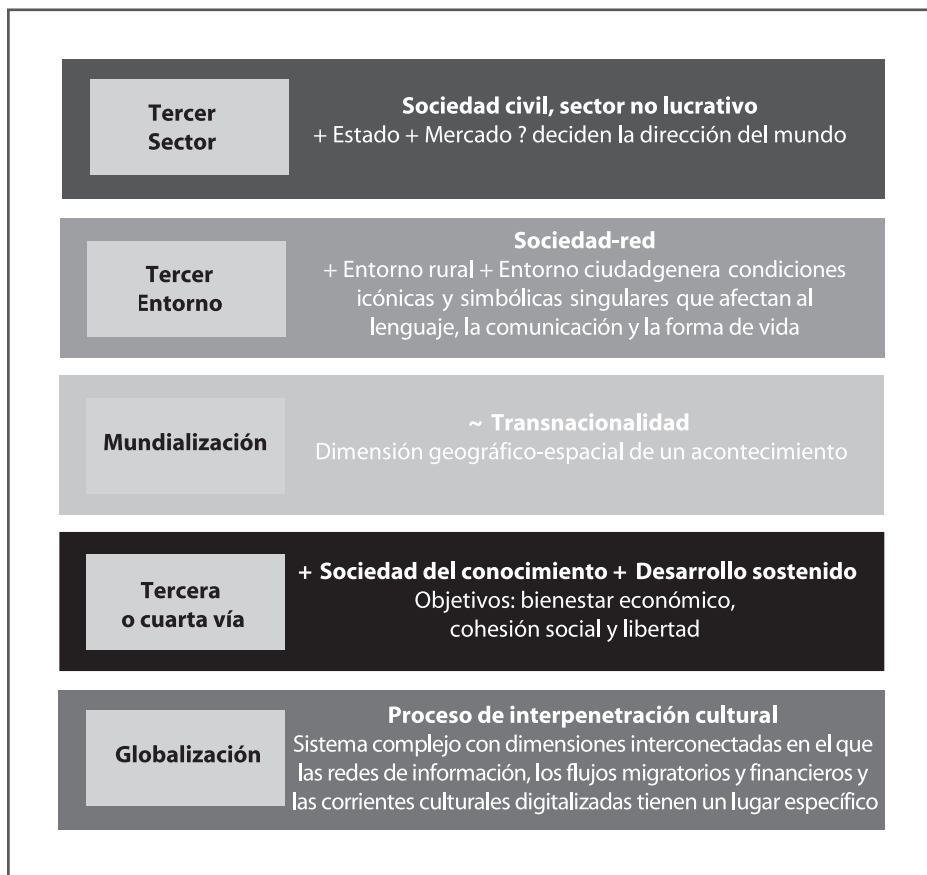 Tercer
Sector
Sociedad civil, sector no lucrativo
+ Estado + Mercado ? deciden la dirección del mundo
Tercer
Entorno
Sociedad-red
+ Entorno rural + Entorno ciudadgenera condiciones
icónicas y simbólicas singulares que afectan al
lenguaje, la comunicación y la forma de vida
Mundialización
~ Transnacionalidad
Dimensión geográfico-espacial de un acontecimiento
Tercera
o cuarta vía
+ Sociedad del conocimiento + Desarrollo sostenido
Objetivos: bienestar económico,
cohesión social y libertad
Globalización
Proceso de interpenetración cultural
Sistema complejo con dimensiones interconectadas en el que
las redes de información, los flujos migratorios y financieros y
las corrientes culturales digitalizadas tienen un lugar específico